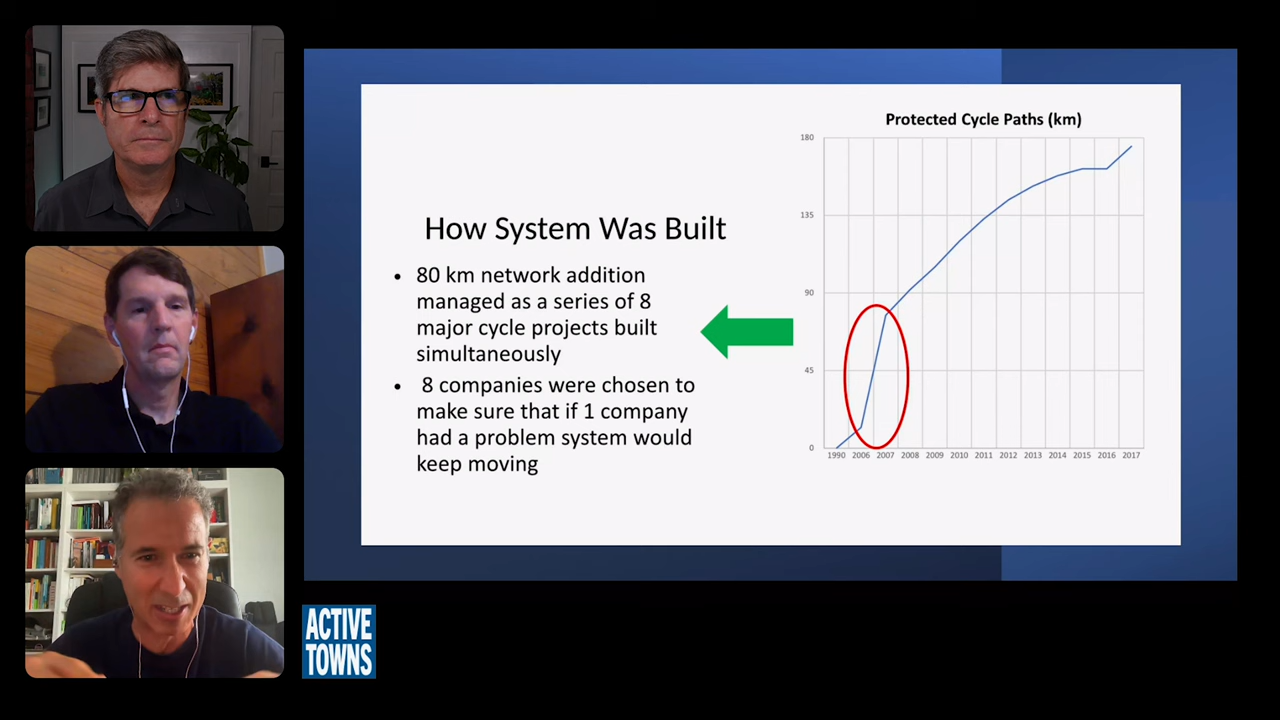 How System Was Built
• 80 km network addition
managed as a series of 8
major cycle projects built
simultaneously
• 8 companies were chosen to
make sure that if 1 company
had a problem system would
keep moving
Protected Cycle Paths (km)
180
135
90
45
0
1990 2006 2007 2008 2009 2010 2011 2012 2013 2014 2015 2016 2017
ACTIVE
TOWNS